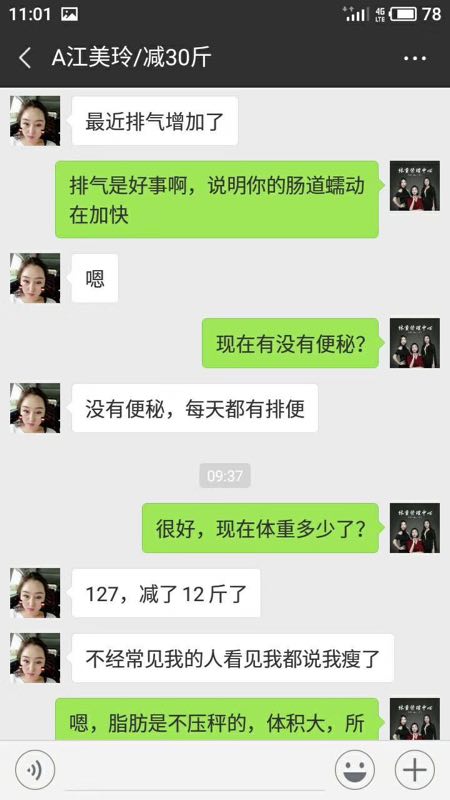 11:01
4G
LTE
78
A江美玲/减30斤
最近排气增加了
排气是好事啊，说明你的肠道蠕动
在加快
嗯
现在有没有便秘？
没有便秘，每天都有排便
09:37
很好，现在体重多少了？
127，减了12斤了
不经常见我的人看见我都说我瘦了
嗯，脂肪是不压秤的，体积大，所